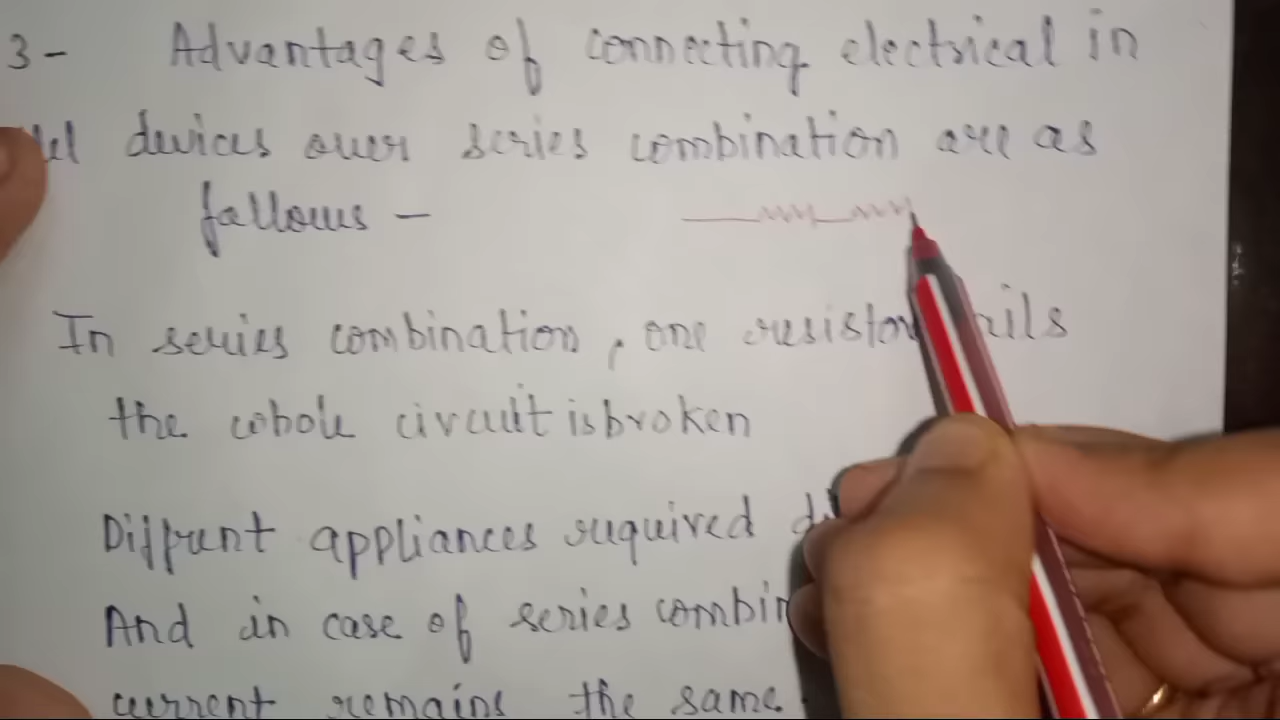 3- Advantages of connecting electrical in
devices over series combination are as
fallows -
In series combination, one resistor
the whole circuit is broken
Diffrent appliances required
And in case of series
current remains the same.